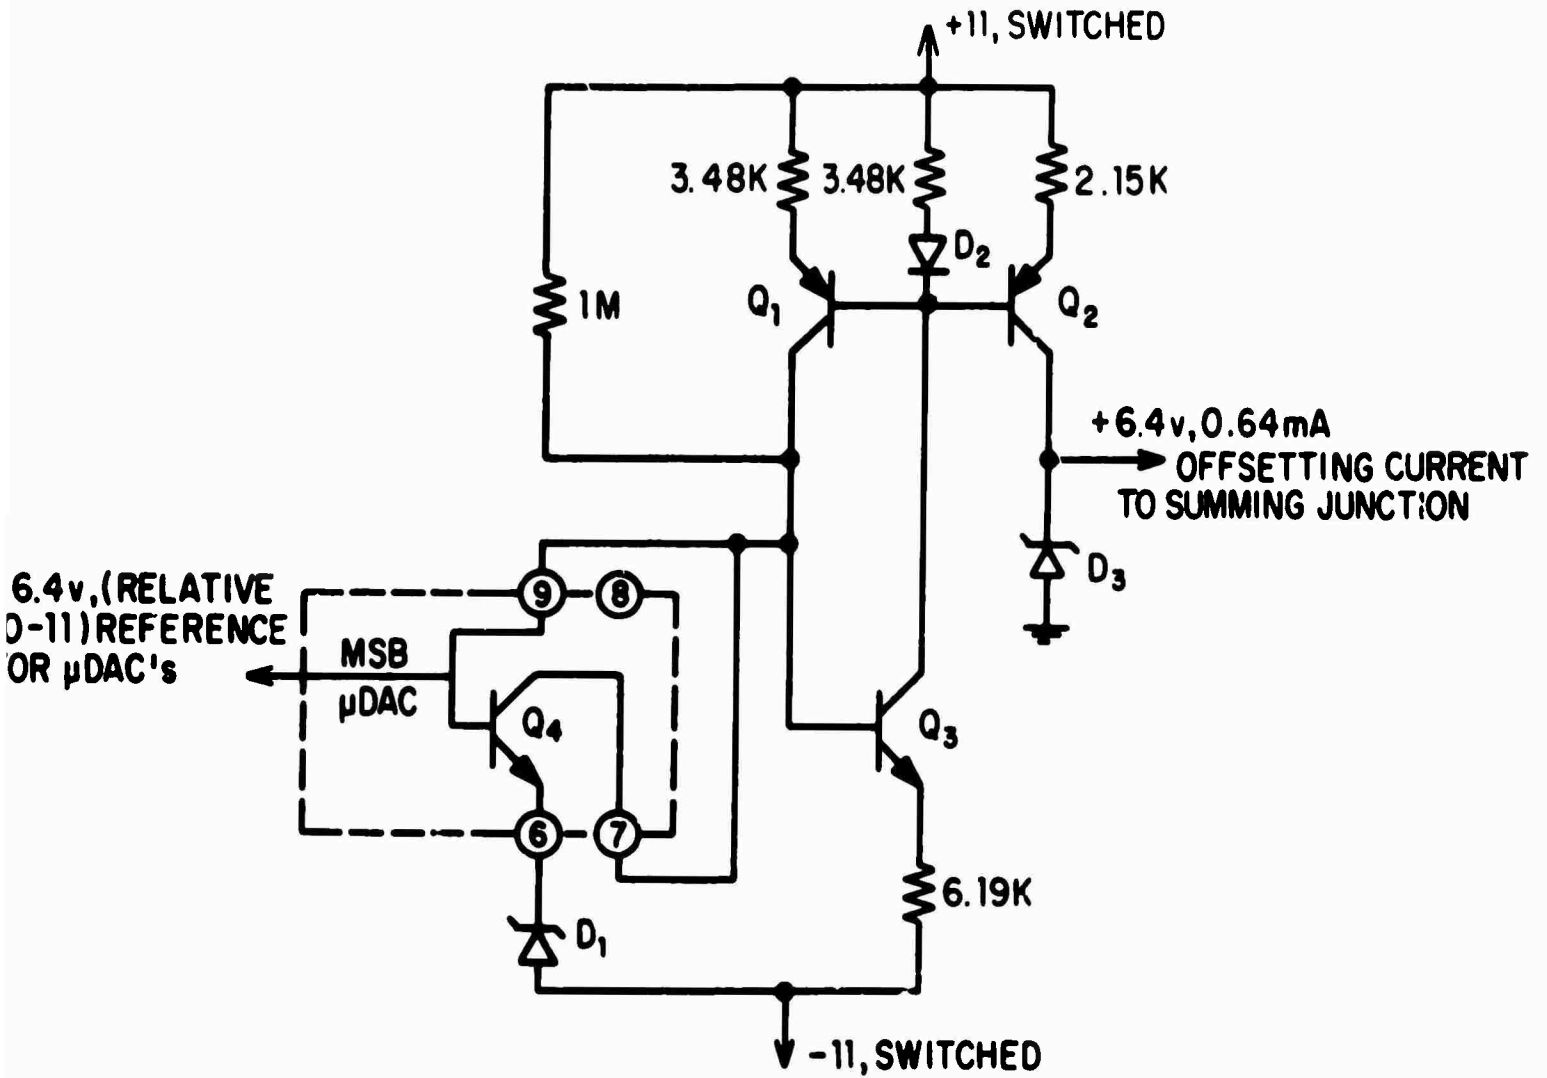 +11, SWITCHED
3.48K
3.48K
2.15K
D2
1M
Q1
Q2
+6.4v, 0.64mA
OFFSETTING CURRENT
TO SUMMING JUNCTION
D3
9
8
6.4v, (RELATIVE
-11) REFERENCE
OR µDAC's
MSB
µDAC
Q4
Q3
6
7
6.19K
D1
-11, SWITCHED